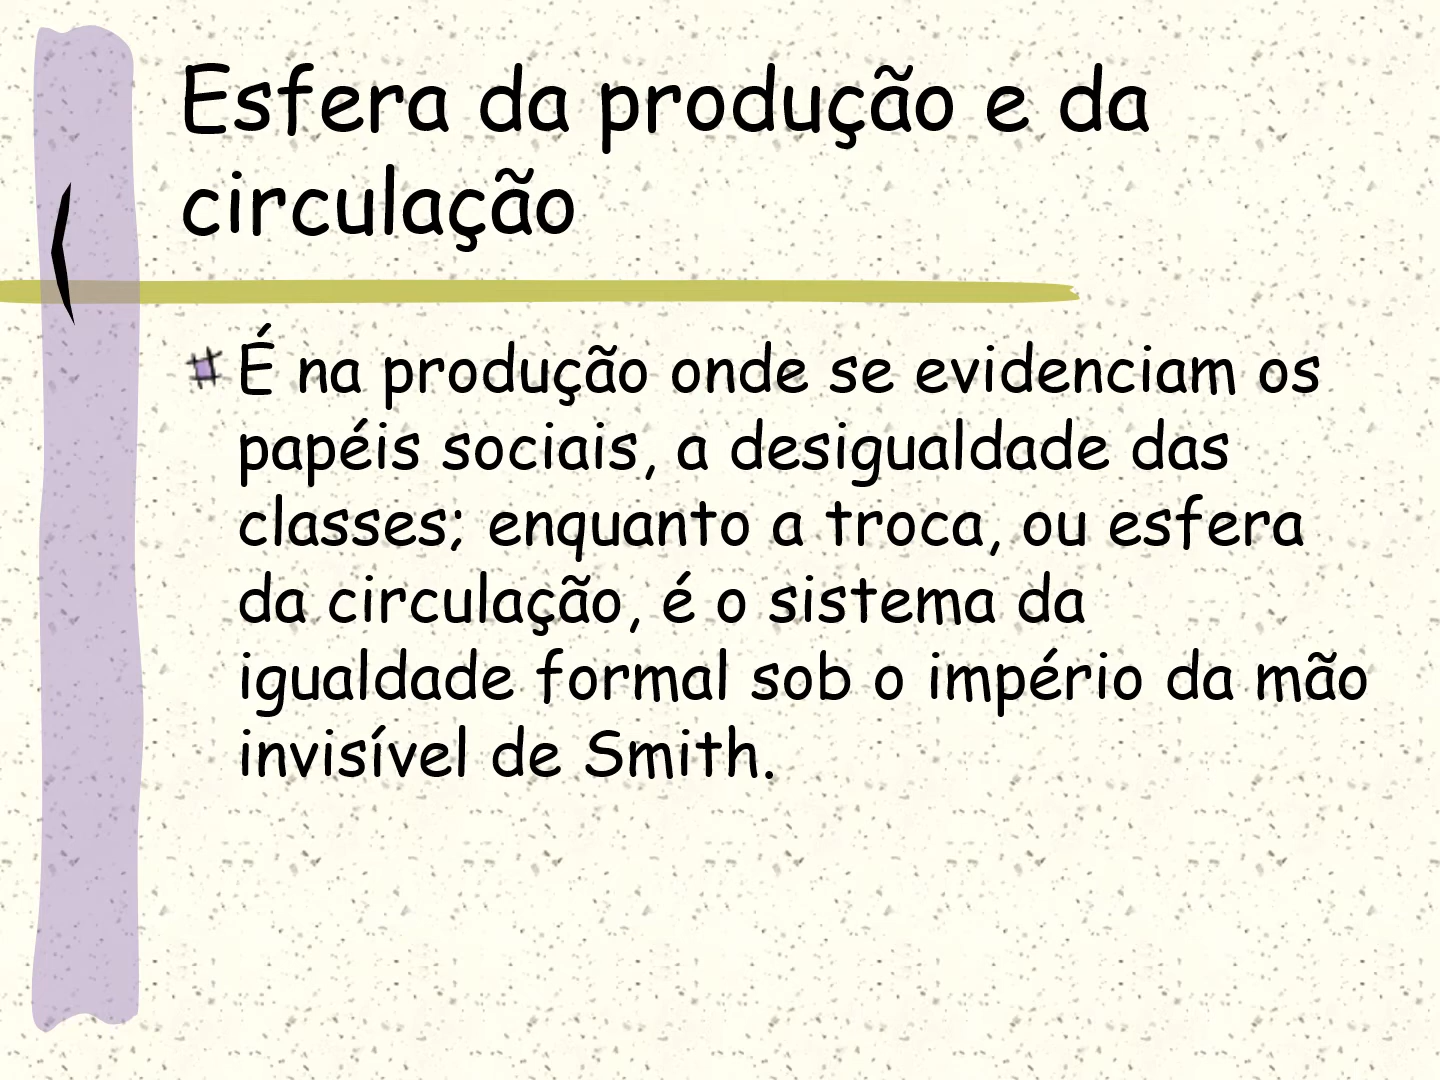 Esfera da produção e da
circulação
É na produção onde se evidenciam os
papéis sociais, a desigualdade das
classes; enquanto a troca, ou esfera
da circulação, é o sistema da
igualdade formal sob o império da mão
invisível de Smith.